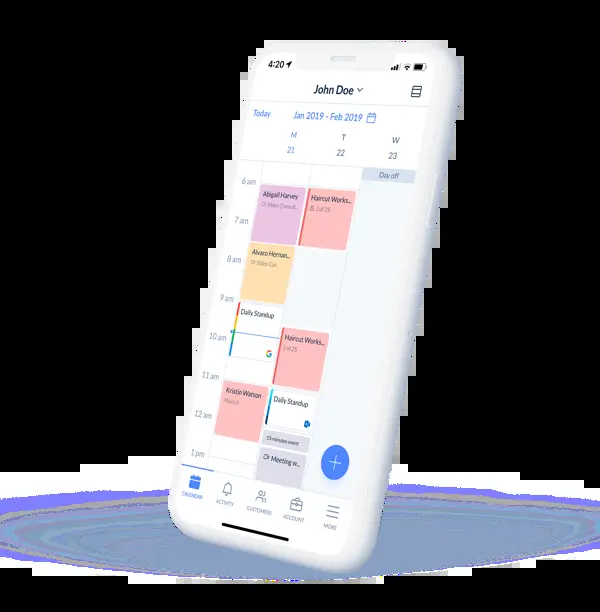 4:20
John Doe
Today
Jan 2019 - Feb 2019
M
T
W
21
22
23
Day off
6 am
Abigail Harvey
Video Consult...
Haircut Works...
3 of 25
7 am
8 am
Alvaro Hernan...
Video Call
9 am
Daily Standup
10 am
Haircut Works...
3 of 25
11 am
Kristin Watson
Haircut
Daily Standup
12 am
15-minutes event
Meeting w...
1 pm
CALENDAR
ACTIVITY
CUSTOMERS
ACCOUNT
MORE